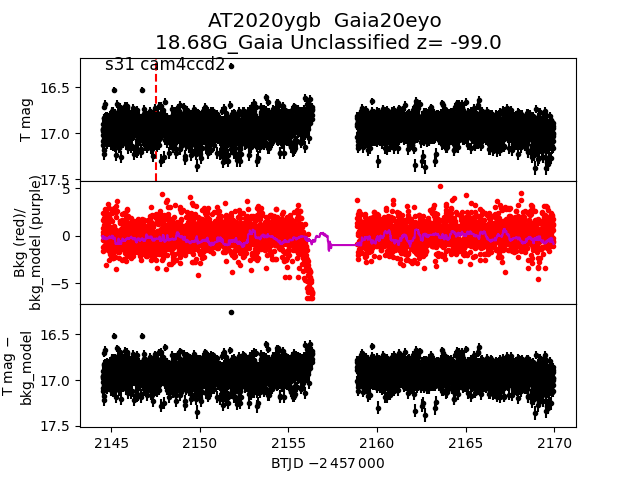 AT2020ygb  Gaia20eyo
18.68G_Gaia Unclassified z= -99.0
s31 cam4ccd2
T mag
16.5
17.0
17.5
Bkg (red)/
bkg_model (purple)
5
0
−5
T mag −
bkg_model
16.5
17.0
17.5
2145 2150 2155 2160 2165 2170
BTJD −2 457 000